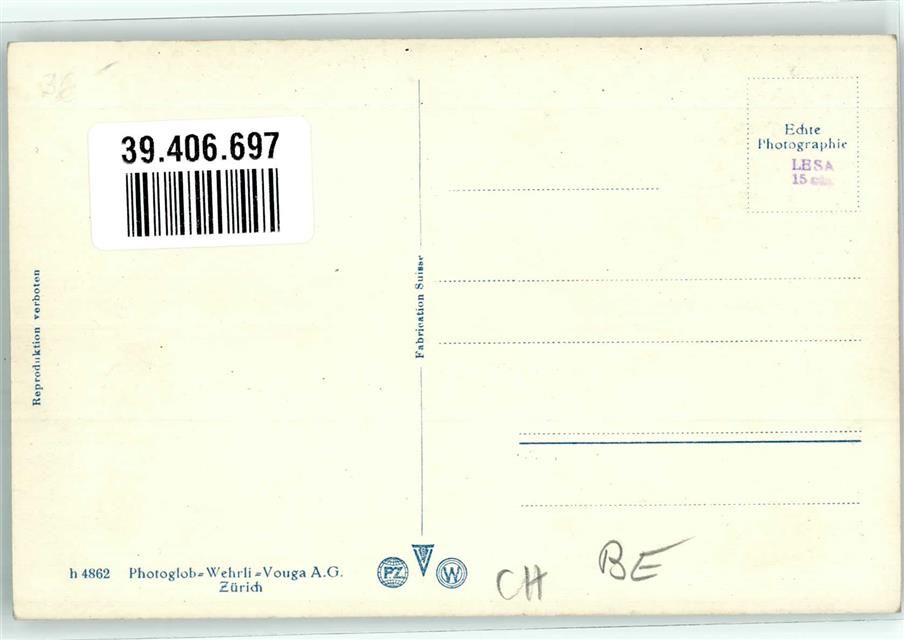 39.406.697
Echte
Photographie
LESA
15
Reproduktion verboten
Fabrication Suisse
h 4862 Photoglob-Wehrli-Vouga A.G.
Zürich
PZ
V
W
CH
BE